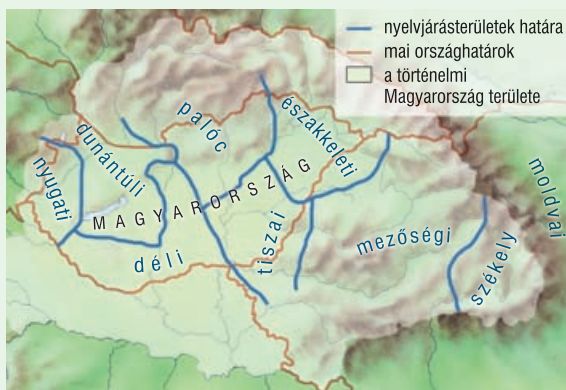 nyelvjárásterületek határa
mai országhatárok
a történelmi
Magyarország területe
palóc
északkeleti
dunántúli
nyugati
MAGYARORSZÁG
déli
tiszai
mezőségi
székely
moldvai